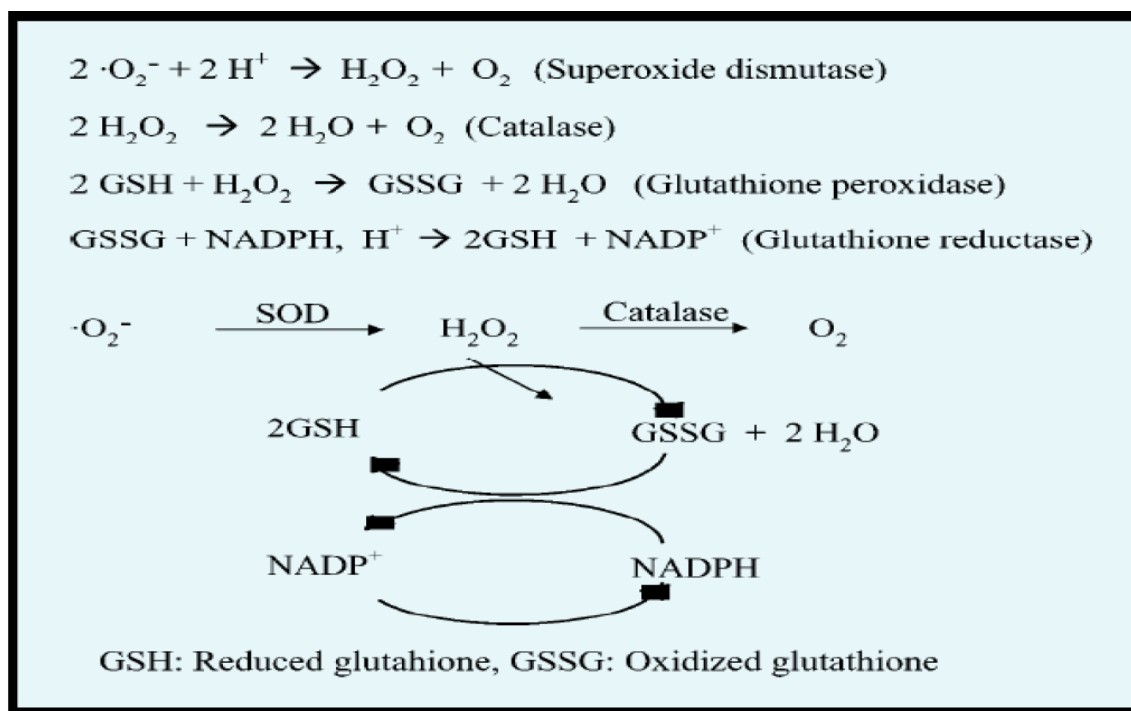 2 ·O₂⁻ + 2 H⁺ → H₂O₂ + O₂ (Superoxide dismutase)
2 H₂O₂ → 2 H₂O + O₂ (Catalase)
2 GSH + H₂O₂ → GSSG + 2 H₂O (Glutathione peroxidase)
GSSG + NADPH, H⁺ → 2GSH + NADP⁺ (Glutathione reductase)
SOD Catalase
·O₂⁻ H₂O₂ O₂
2GSH GSSG + 2 H₂O
NADP⁺ NADPH
GSH: Reduced glutahione, GSSG: Oxidized glutathione